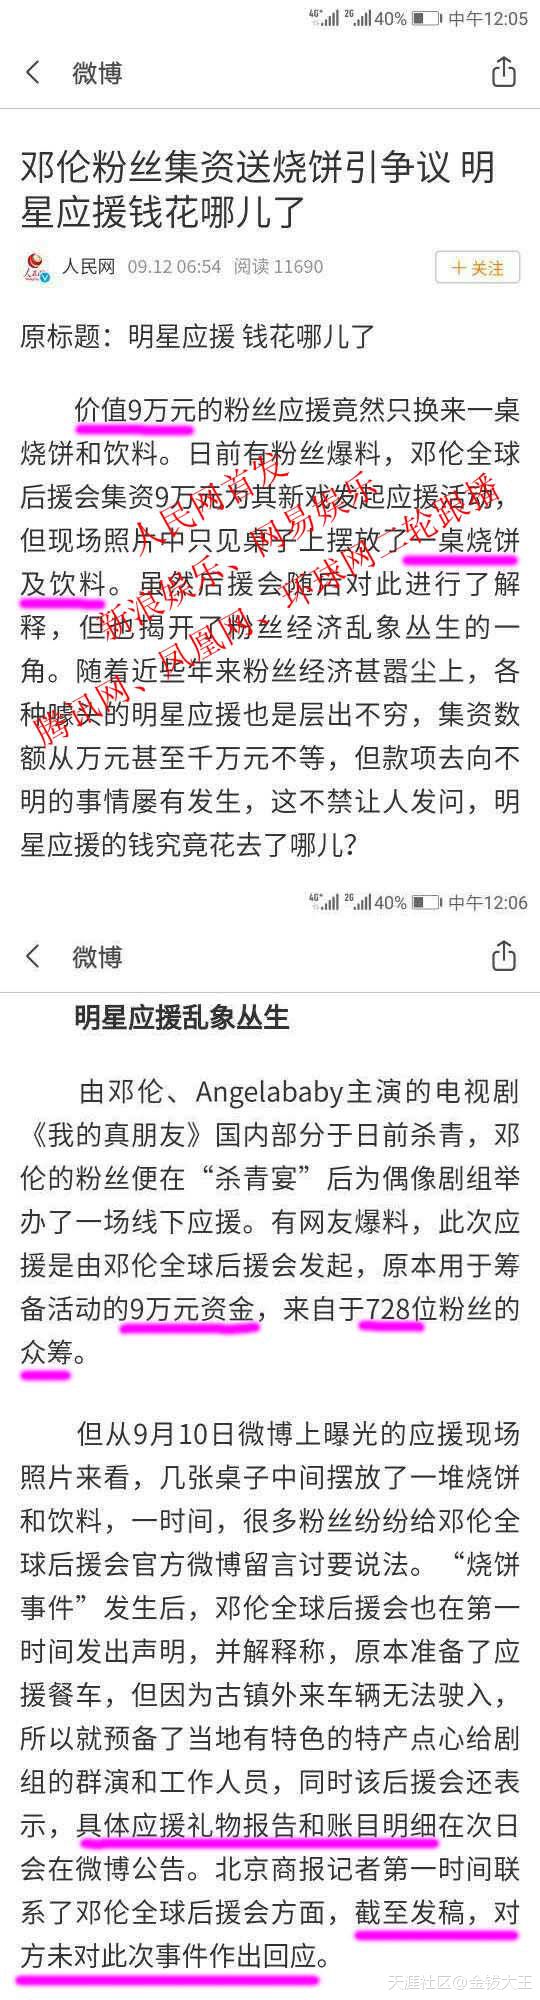 4G+ 2G 40% 中午12:05
微博
邓伦粉丝集资送烧饼引争议 明
星应援钱花哪儿了
人民网 09.12 06:54 阅读 11690
+关注
原标题：明星应援 钱花哪儿了
价值9万元的粉丝应援竟然只换来一桌
烧饼和饮料。日前有粉丝爆料，邓伦全球
后援会集资9万元为其新戏发起应援活动，
但现场照片中只见桌子上摆放了一桌烧饼
及饮料。虽然后援会随后对此进行了解
释，但也揭开了粉丝经济乱象丛生的一
角。随着近些年来粉丝经济甚嚣尘上，各
种噱头的明星应援也是层出不穷，集资数
额从万元甚至千万元不等，但款项去向不
明的事情屡有发生，这不禁让人发问，明
星应援的钱究竟花去了哪儿？
人民网首发
新浪娱乐、网易娱乐
腾讯网、凤凰网、环球网二轮跟播
4G+ 2G 40% 中午12:06
微博
明星应援乱象丛生
由邓伦、Angelababy主演的电视剧
《我的真朋友》国内部分于日前杀青，邓
伦的粉丝便在“杀青宴”后为偶像剧组举
办了一场线下应援。有网友爆料，此次应
援是由邓伦全球后援会发起，原本用于筹
备活动的9万元资金，来自于728位粉丝的
众筹。
但从9月10日微博上曝光的应援现场
照片来看，几张桌子中间摆放了一堆烧饼
和饮料，一时间，很多粉丝纷纷给邓伦全
球后援会官方微博留言讨要说法。“烧饼
事件”发生后，邓伦全球后援会也在第一
时间发出声明，并解释称，原本准备了应
援餐车，但因为古镇外来车辆无法驶入，
所以就预备了当地有特色的特产点心给剧
组的群演和工作人员，同时该后援会还表
示，具体应援礼物报告和账目明细在次日
会在微博公告。北京商报记者第一时间联
系了邓伦全球后援会方面，截至发稿，对
方未对此次事件作出回应。
天涯社区@金钹大王